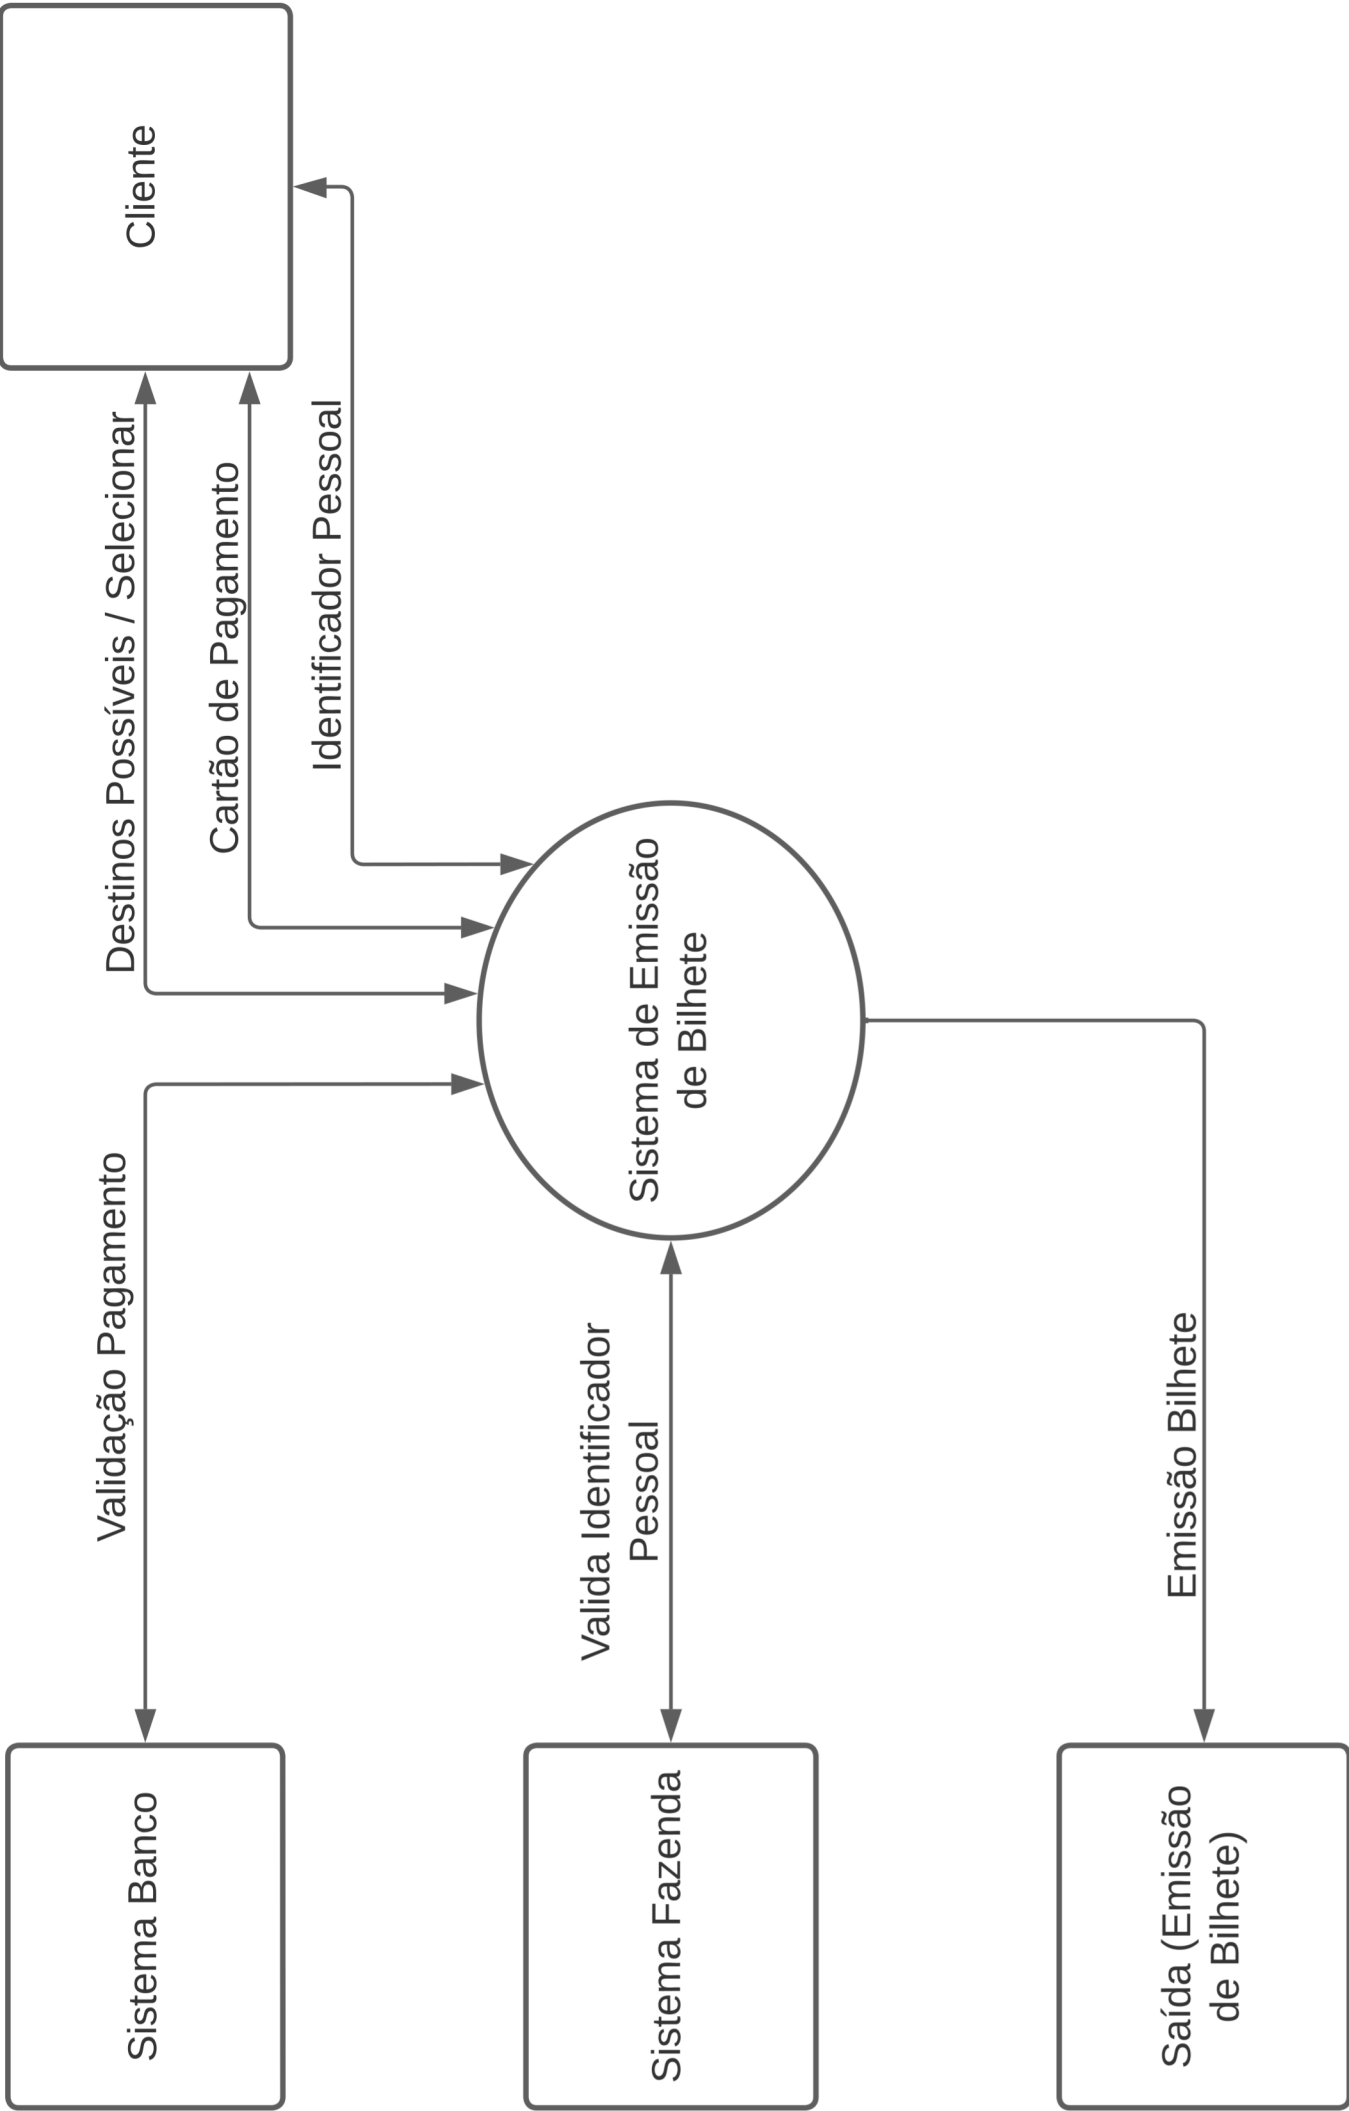 Sistema Banco
Validação Pagamento
Destinos Possíveis / Selecionar
Cliente
Cartão de Pagamento
Identificador Pessoal
Sistema Fazenda
Valida Identificador
Pessoal
Sistema de Emissão
de Bilhete
Saída (Emissão
de Bilhete)
Emissão Bilhete